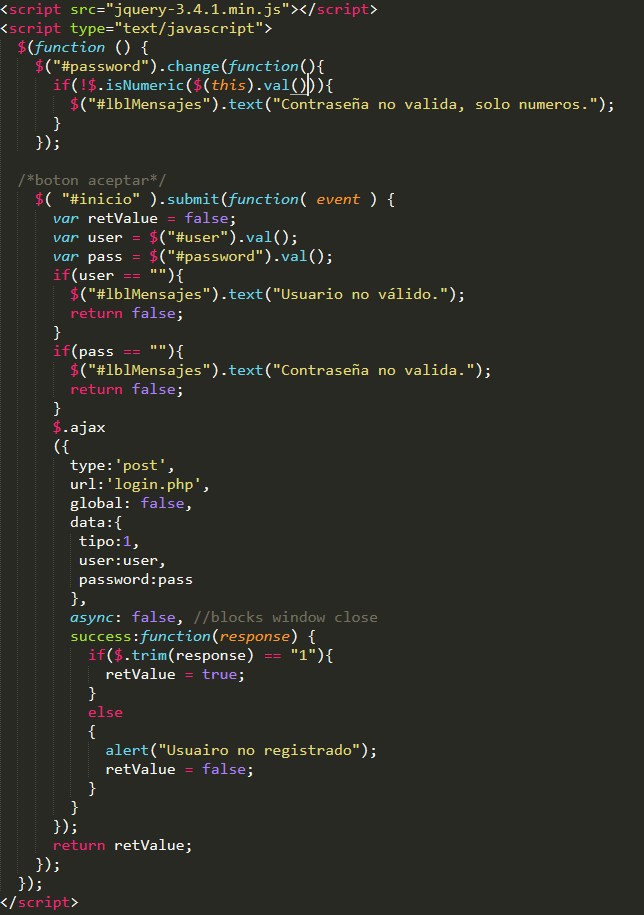 <script src="jquery-3.4.1.min.js"></script>
<script type="text/javascript">
$(function () {
$("#password").change(function(){
if(!$.isNumeric($(this).val())){
$("#lblMensajes").text("Contraseña no valida, solo numeros.");
}
});
/*boton aceptar*/
$( "#inicio" ).submit(function( event ) {
var retValue = false;
var user = $("#user").val();
var pass = $("#password").val();
if(user == ""){
$("#lblMensajes").text("Usuario no válido.");
return false;
}
if(pass == ""){
$("#lblMensajes").text("Contraseña no valida.");
return false;
}
$.ajax
({
type:'post',
url:'login.php',
global: false,
data:{
tipo:1,
user:user,
password:pass
},
async: false, //blocks window close
success:function(response) {
if($.trim(response) == "1"){
retValue = true;
}
else
{
alert("Usuairo no registrado");
retValue = false;
}
}
});
return retValue;
});
});
</script>